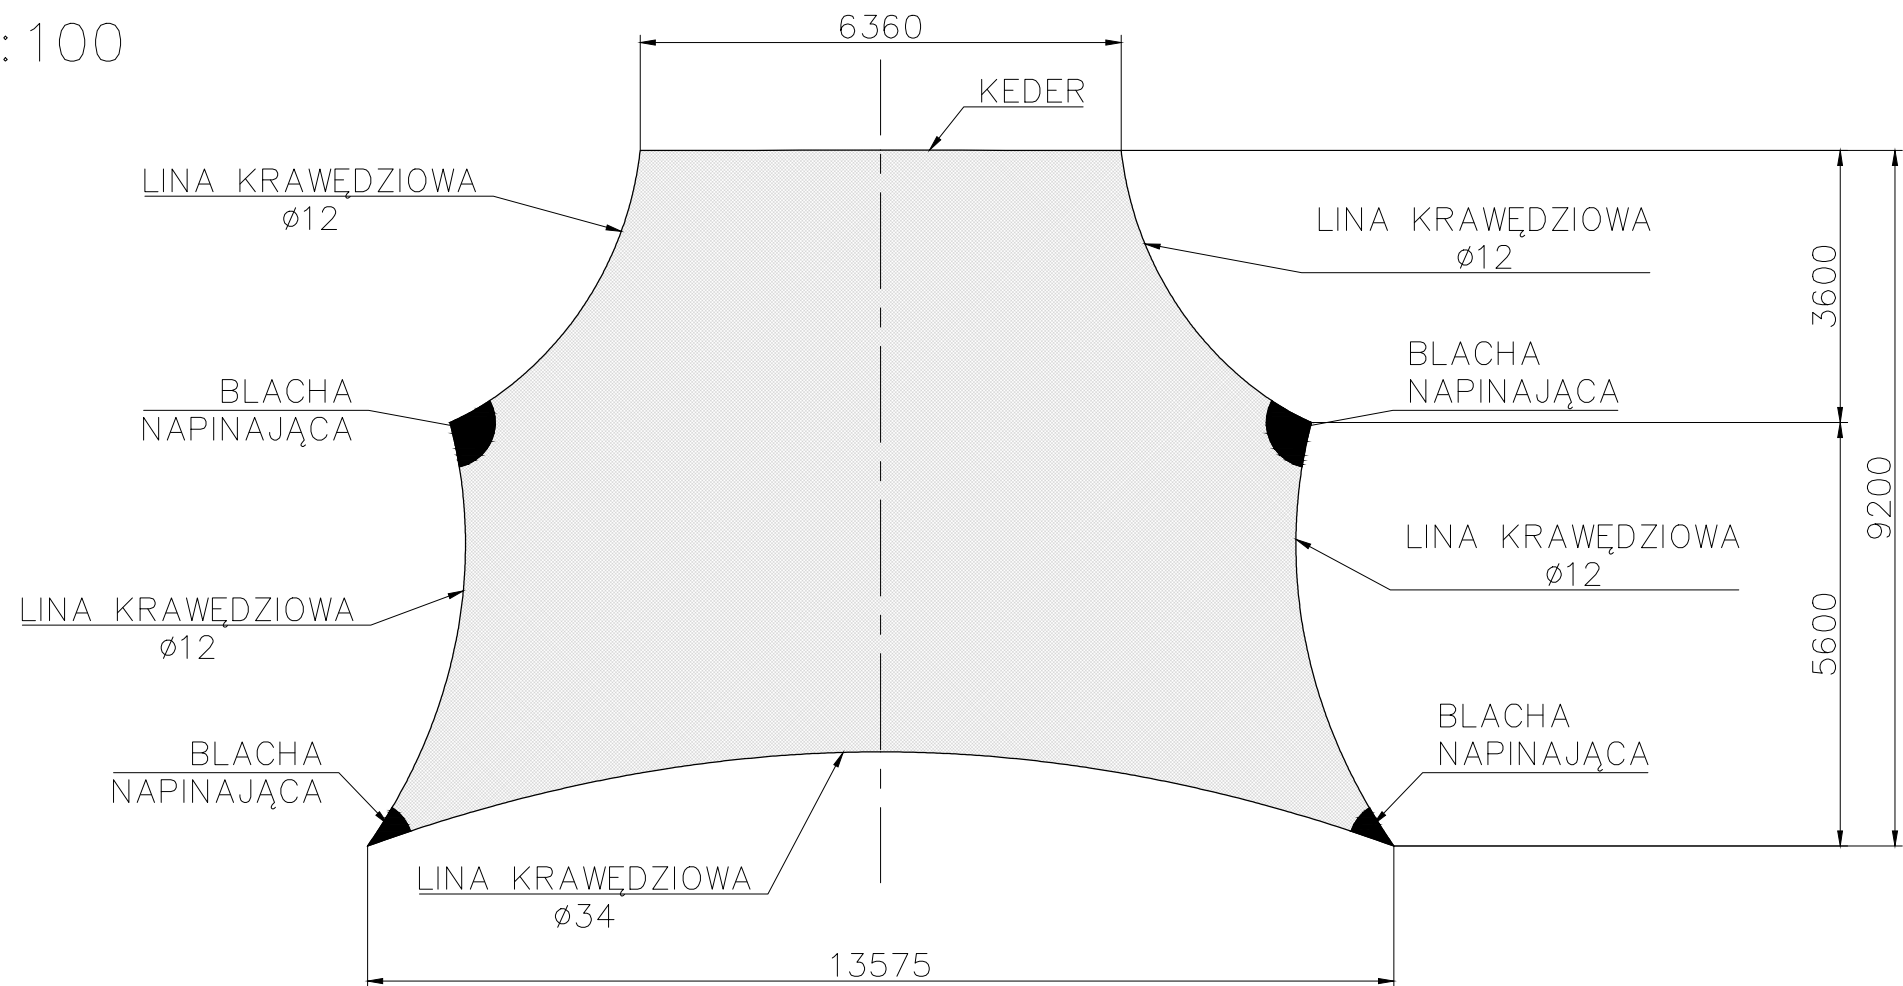 :100
6360
KEDER
LINA KRAWĘDZIOWA
ø12
LINA KRAWĘDZIOWA
ø12
3600
BLACHA
NAPINAJĄCA
BLACHA
NAPINAJĄCA
9200
LINA KRAWĘDZIOWA
ø12
LINA KRAWĘDZIOWA
ø12
5600
BLACHA
NAPINAJĄCA
BLACHA
NAPINAJĄCA
LINA KRAWĘDZIOWA
ø34
13575